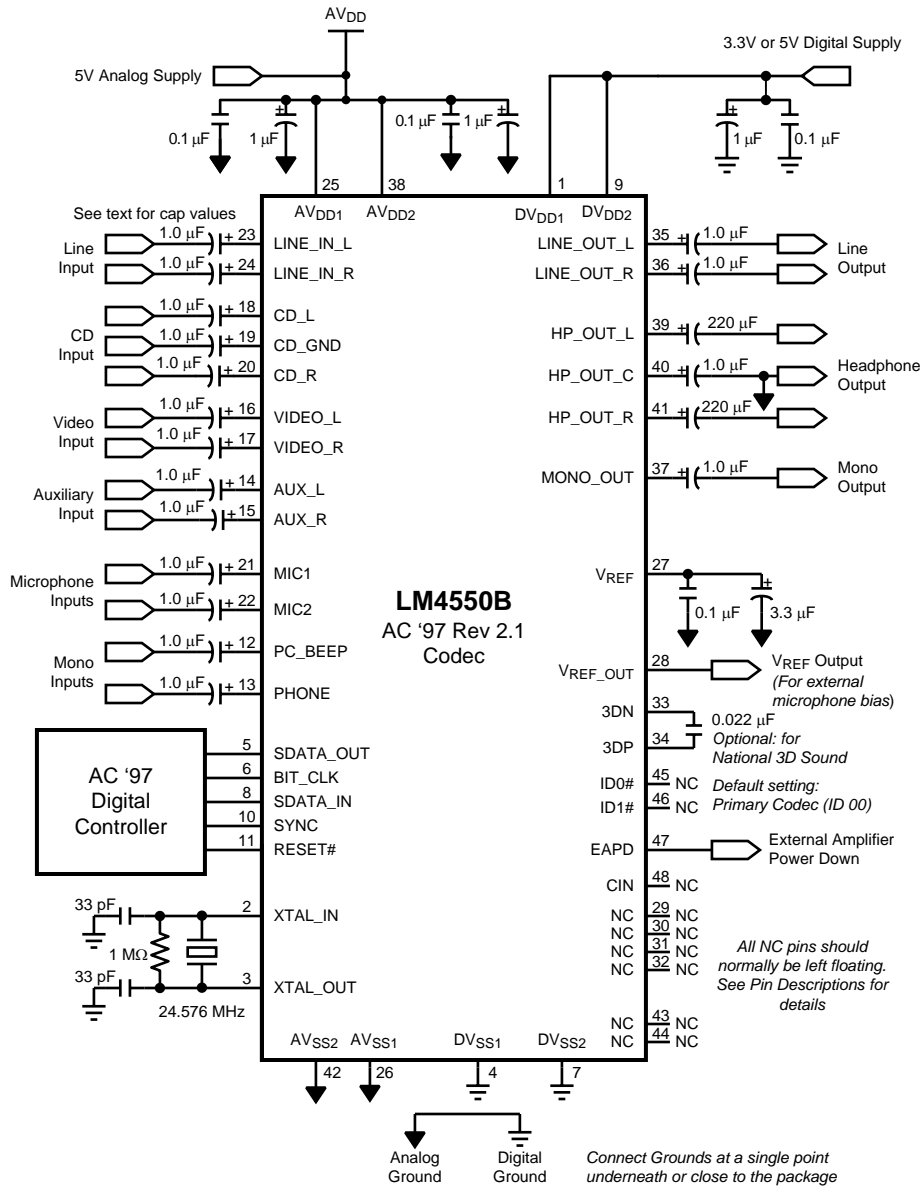 AVDD
5V Analog Supply
3.3V or 5V Digital Supply
0.1 µF
1 µF
0.1 µF
1 µF
1 µF
0.1 µF
25
38
1
9
AVDD1
AVDD2
DVDD1
DVDD2
See text for cap values
Line
Input
1.0 µF
+
23
LINE_IN_L
1.0 µF
+
24
LINE_IN_R
CD
Input
1.0 µF
+
18
CD_L
1.0 µF
+
19
CD_GND
1.0 µF
+
20
CD_R
Video
Input
1.0 µF
+
16
VIDEO_L
1.0 µF
+
17
VIDEO_R
Auxiliary
Input
1.0 µF
+
14
AUX_L
1.0 µF
+
15
AUX_R
Microphone
Inputs
1.0 µF
+
21
MIC1
1.0 µF
+
22
MIC2
Mono
Inputs
1.0 µF
+
12
PC_BEEP
1.0 µF
+
13
PHONE
AC ‘97
Digital
Controller
5
SDATA_OUT
6
BIT_CLK
8
SDATA_IN
10
SYNC
11
RESET#
33 pF
2
XTAL_IN
1 MΩ
33 pF
3
XTAL_OUT
24.576 MHz
LM4550B
AC ‘97 Rev 2.1
Codec
LINE_OUT_L
35
+
1.0 µF
LINE_OUT_R
36
+
1.0 µF
Line
Output
HP_OUT_L
39
+
220 µF
HP_OUT_C
40
+
1.0 µF
HP_OUT_R
41
+
220 µF
Headphone
Output
MONO_OUT
37
+
1.0 µF
Mono
Output
VREF
27
0.1 µF
+
3.3 µF
VREF_OUT
28
VREF Output
(For external
microphone bias)
3DN
33
3DP
34
0.022 µF
Optional: for
National 3D Sound
ID0#
45
NC
ID1#
46
NC
Default setting:
Primary Codec (ID 00)
EAPD
47
External Amplifier
Power Down
CIN
48
NC
NC
29
NC
NC
30
NC
NC
31
NC
NC
32
NC
All NC pins should
normally be left floating.
See Pin Descriptions for
details
NC
43
NC
NC
44
NC
AVSS2
AVSS1
DVSS1
DVSS2
42
26
4
7
Analog
Ground
Digital
Ground
Connect Grounds at a single point
underneath or close to the package